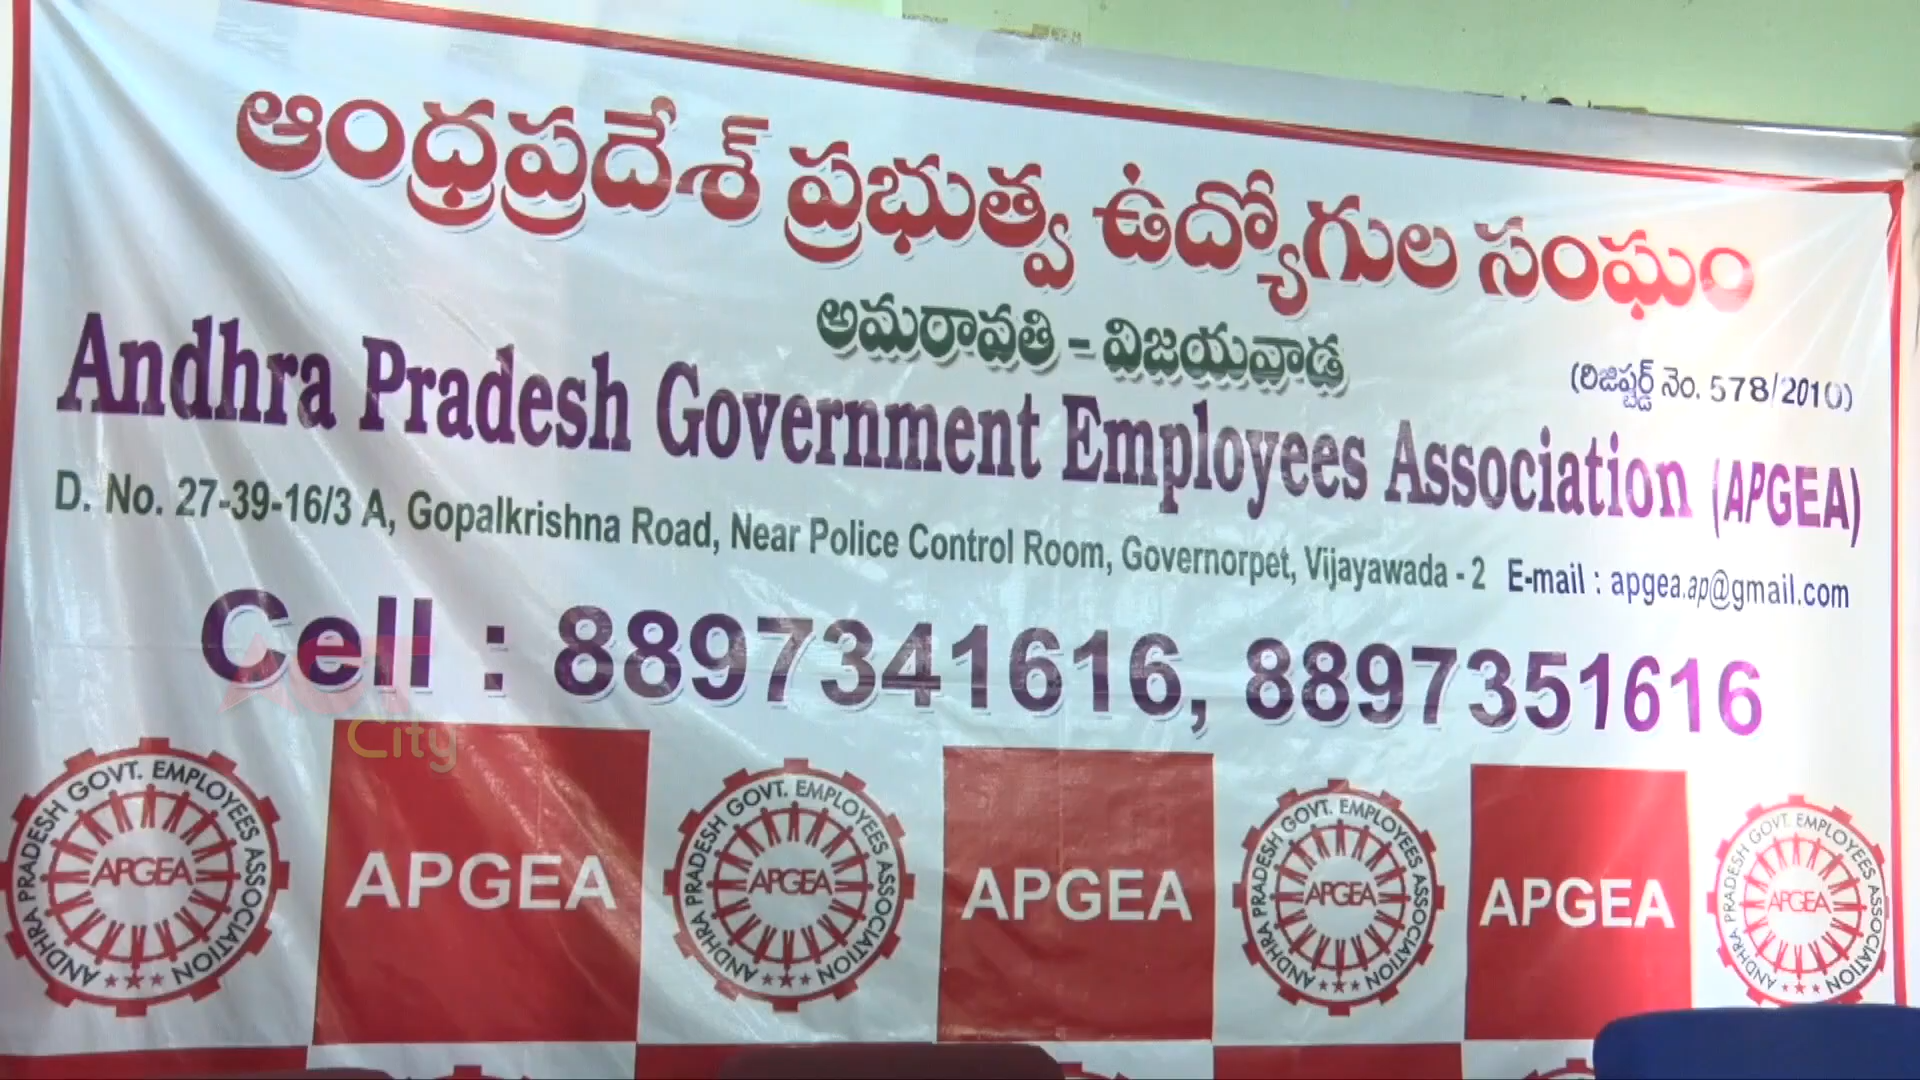 ఆంధ్రప్రదేశ్ ప్రభుత్వ ఉద్యోగుల సంఘం
అమరావతి - విజయవాడ
(రిజిష్టర్డ్ నెం. 578/2010)
Andhra Pradesh Government Employees Association (APGEA)
D. No. 27-39-16/3 A, Gopalkrishna Road, Near Police Control Room, Governorpet, Vijayawada - 2 E-mail : apgea.ap@gmail.com
Cell : 8897341616, 8897351616
ACT
City
ANDHRA PRADESH GOVT. EMPLOYEES ASSOCIATION
APGEA
APGEA
ANDHRA PRADESH GOVT. EMPLOYEES ASSOCIATION
APGEA
APGEA
ANDHRA PRADESH GOVT. EMPLOYEES ASSOCIATION
APGEA
APGEA
ANDHRA PRADESH GOVT. EMPLOYEES ASSOCIATION
APGEA